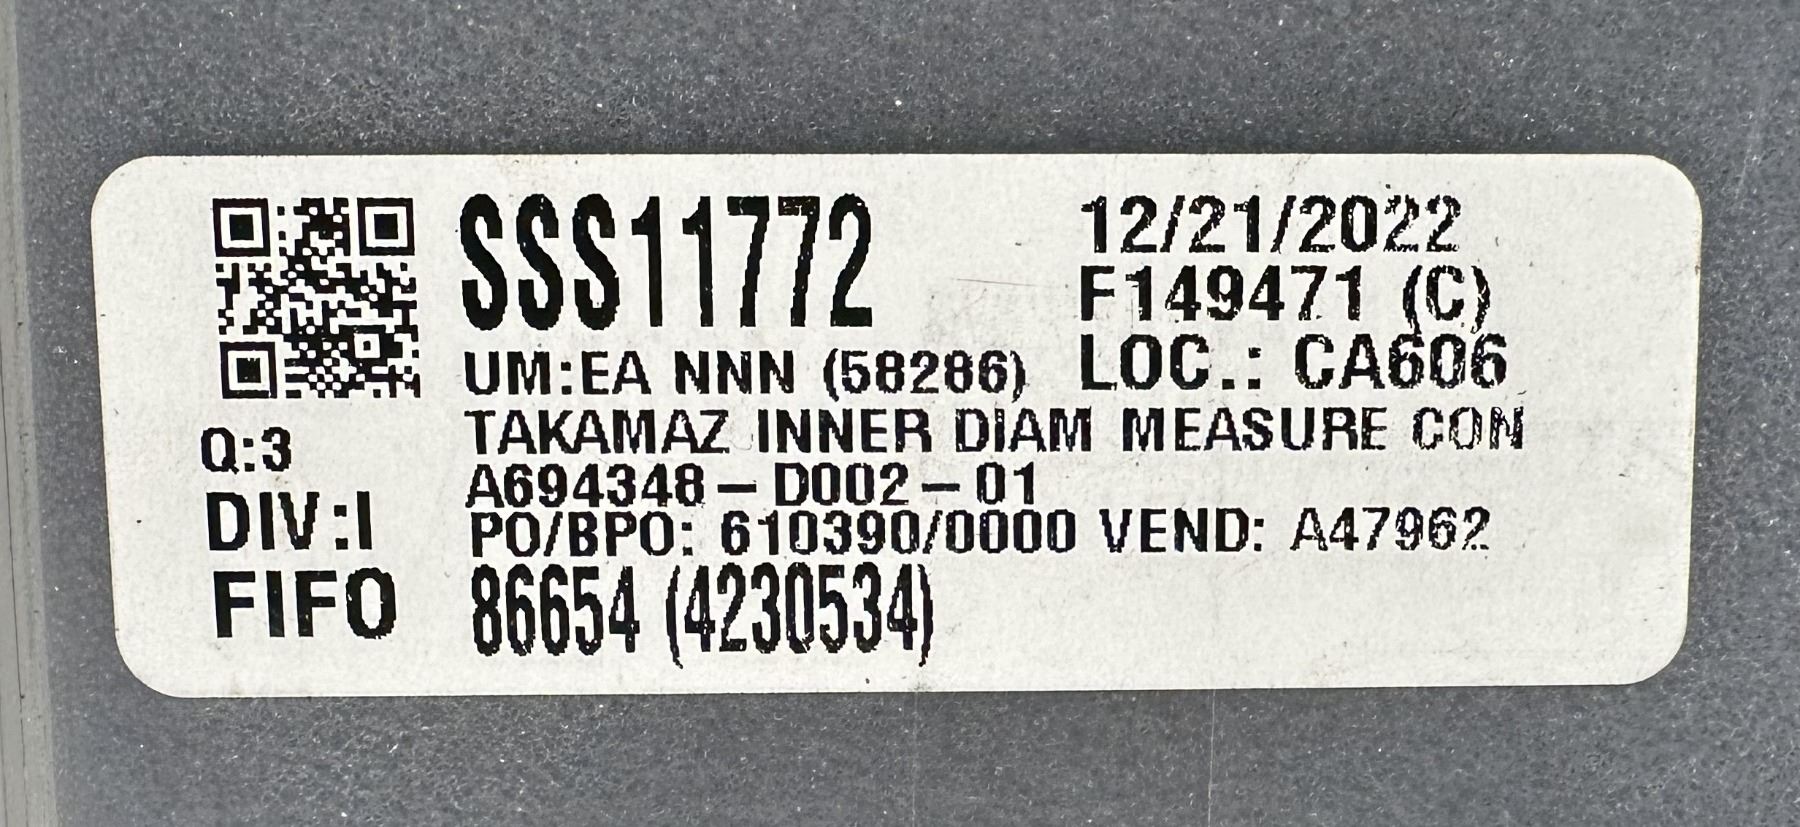 SSS11772
12/21/2022
F149471 (C)
LOC.: CA606
UM:EA NNN (58286)
TAKAMAZ INNER DIAM MEASURE CON
A694348-D002-01
PO/BPO: 610390/0000 VEND: A47962
86654 (4230534)
Q:3
DIV:I
FIFO